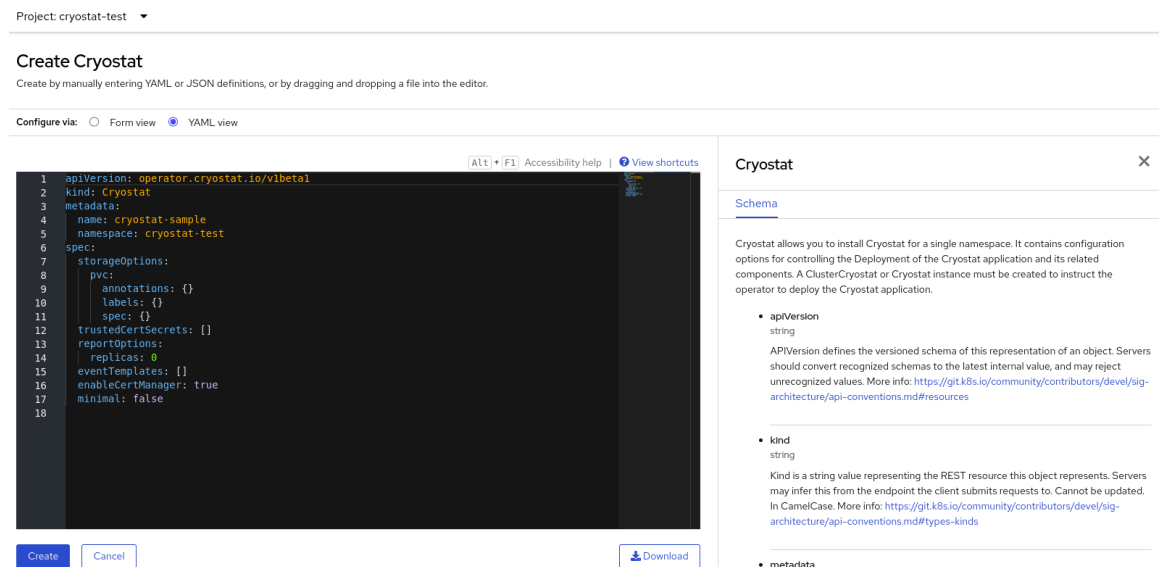 Project: cryostat-test
Create Cryostat
Create by manually entering YAML or JSON definitions, or by dragging and dropping a file into the editor.
Configure via: Form view YAML view
Alt + F1 Accessibility help | View shortcuts
1 apiVersion: operator.cryostat.io/v1beta1
2 kind: Cryostat
3 metadata:
4   name: cryostat-sample
5   namespace: cryostat-test
6 spec:
7   storageOptions:
8     pvc:
9       annotations: {}
10       labels: {}
11       spec: {}
12   trustedCertSecrets: []
13   reportOptions:
14     replicas: 0
15   eventTemplates: []
16   enableCertManager: true
17   minimal: false
18
Create Cancel Download
Cryostat
Schema
Cryostat allows you to install Cryostat for a single namespace. It contains configuration
options for controlling the Deployment of the Cryostat application and its related
components. A ClusterCryostat or Cryostat instance must be created to instruct the
operator to deploy the Cryostat application.
• apiVersion
string
APIVersion defines the versioned schema of this representation of an object. Servers
should convert recognized schemas to the latest internal value, and may reject
unrecognized values. More info: https://git.k8s.io/community/contributors/devel/sig-
architecture/api-conventions.md#resources
• kind
string
Kind is a string value representing the REST resource this object represents. Servers
may infer this from the endpoint the client submits requests to. Cannot be updated.
In CamelCase. More info: https://git.k8s.io/community/contributors/devel/sig-
architecture/api-conventions.md#types-kinds
• metadata